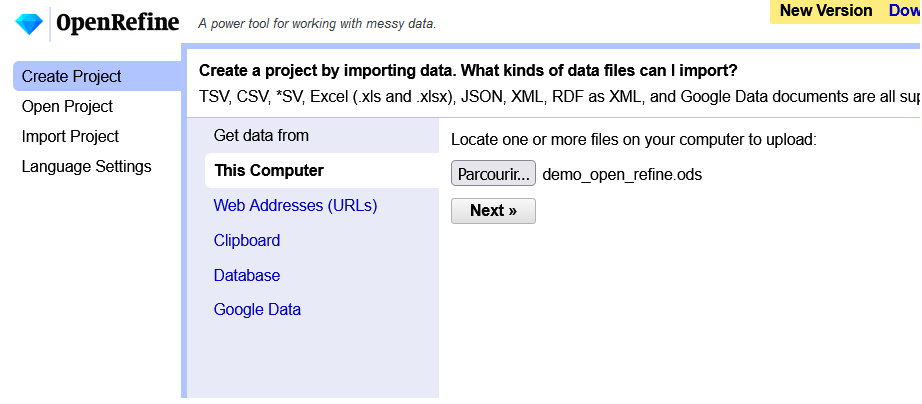 OpenRefine A power tool for working with messy data.
New Version
Create Project
Open Project
Import Project
Language Settings
Create a project by importing data. What kinds of data files can I import?
TSV, CSV, *SV, Excel (.xls and .xlsx), JSON, XML, RDF as XML, and Google Data documents are all
Get data from
This Computer
Web Addresses (URLs)
Clipboard
Database
Google Data
Locate one or more files on your computer to upload:
Parcourir... demo_open_refine.ods
Next »